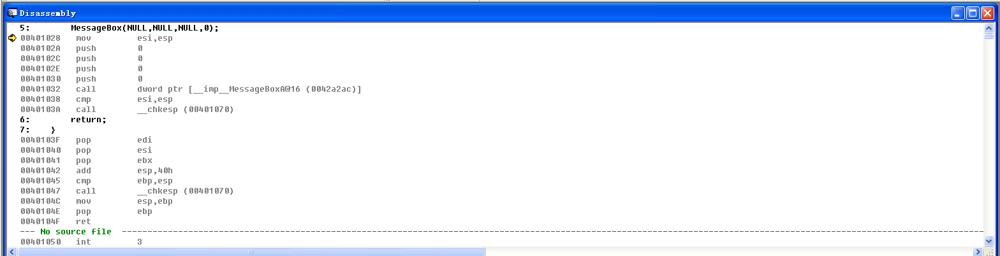 Disassembly
5: MessageBox(NULL,NULL,NULL,0);
00401028 mov esi,esp
0040102A push 0
0040102C push 0
0040102E push 0
00401030 push 0
00401032 call dword ptr [__imp__MessageBoxA@16 (0042a2ac)]
00401038 cmp esi,esp
0040103A call __chkesp (00401070)
6: return;
7: }
0040103F pop edi
00401040 pop esi
00401041 pop ebx
00401042 add esp,40h
00401045 cmp ebp,esp
00401047 call __chkesp (00401070)
0040104C mov esp,ebp
0040104E pop ebp
0040104F ret
--- No source file ---
00401050 int 3